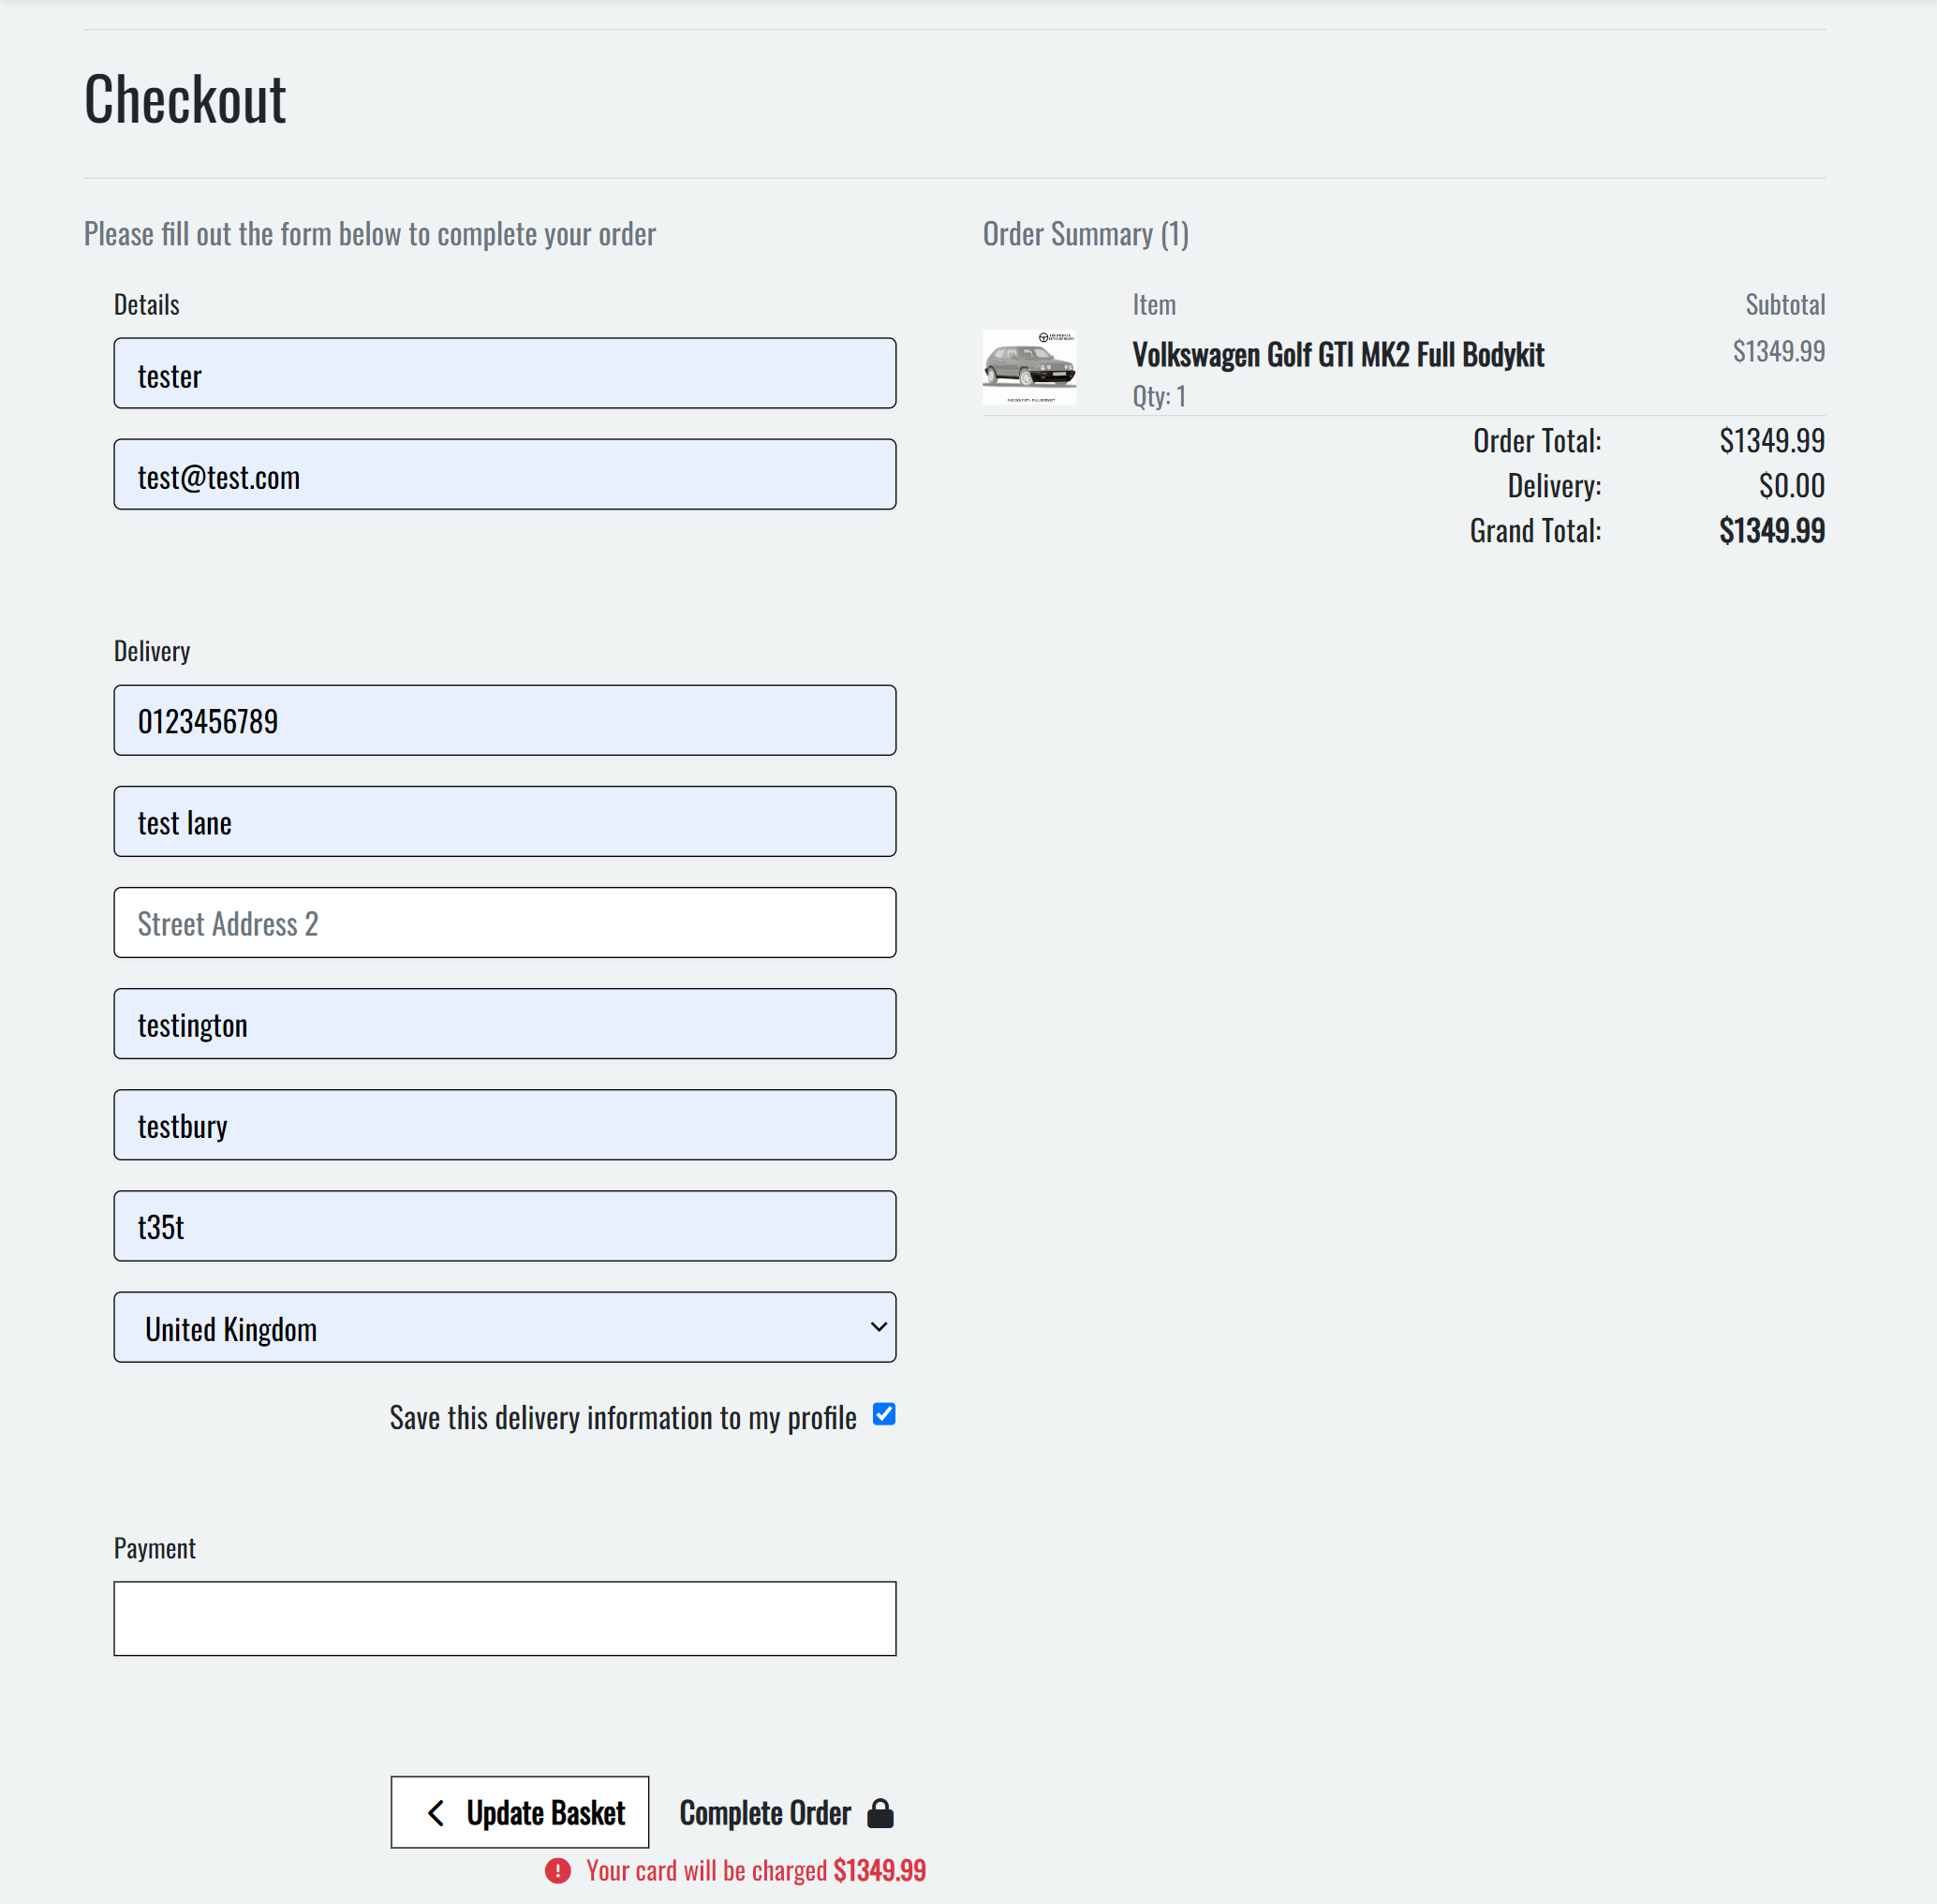 Checkout
Please fill out the form below to complete your order
Details
tester
test@test.com
Delivery
0123456789
test lane
Street Address 2
testington
testbury
t35t
United Kingdom
Save this delivery information to my profile
Payment
Update Basket
Complete Order
Your card will be charged $1349.99
Order Summary (1)
Item Subtotal
Volkswagen Golf GTI MK2 Full Bodykit $1349.99
Qty: 1
Order Total: $1349.99
Delivery: $0.00
Grand Total: $1349.99